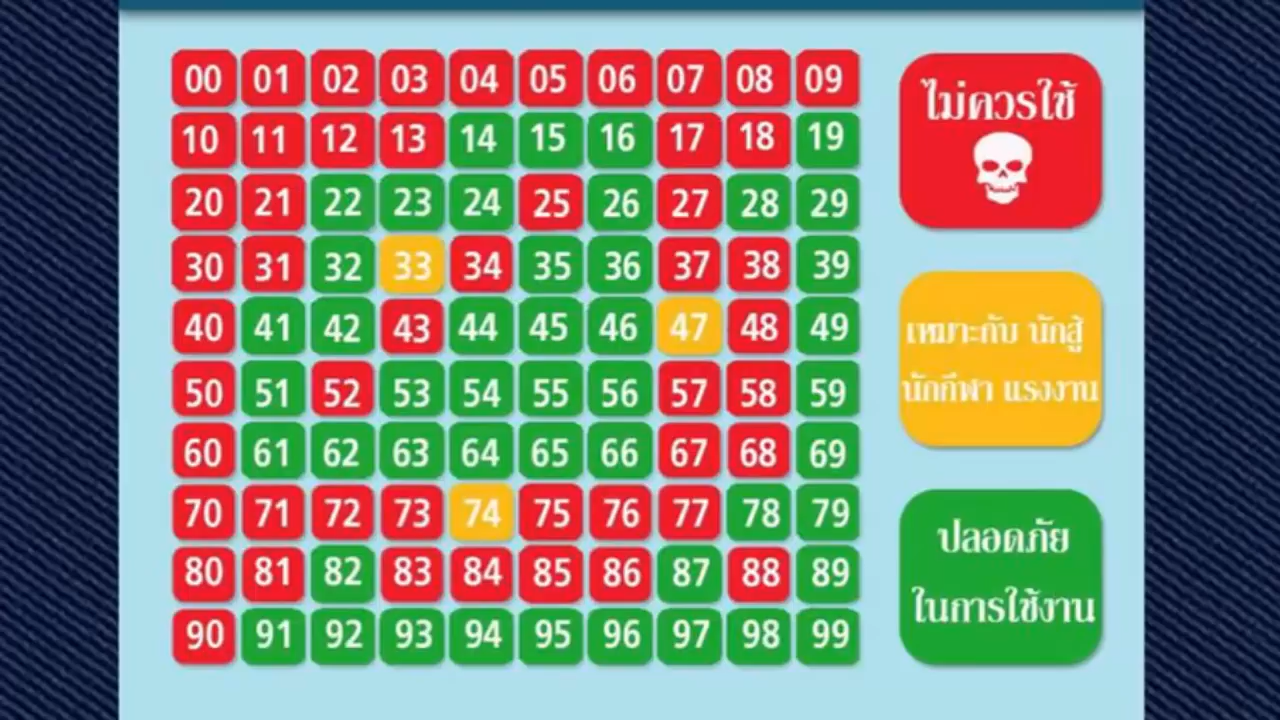 00 01 02 03 04 05 06 07 08 09
10 11 12 13 14 15 16 17 18 19
20 21 22 23 24 25 26 27 28 29
30 31 32 33 34 35 36 37 38 39
40 41 42 43 44 45 46 47 48 49
50 51 52 53 54 55 56 57 58 59
60 61 62 63 64 65 66 67 68 69
70 71 72 73 74 75 76 77 78 79
80 81 82 83 84 85 86 87 88 89
90 91 92 93 94 95 96 97 98 99
ไม่ควรใช้
เหมาะกับ นักสู้
นักกีฬา แรงงาน
ปลอดภัย
ในการใช้งาน